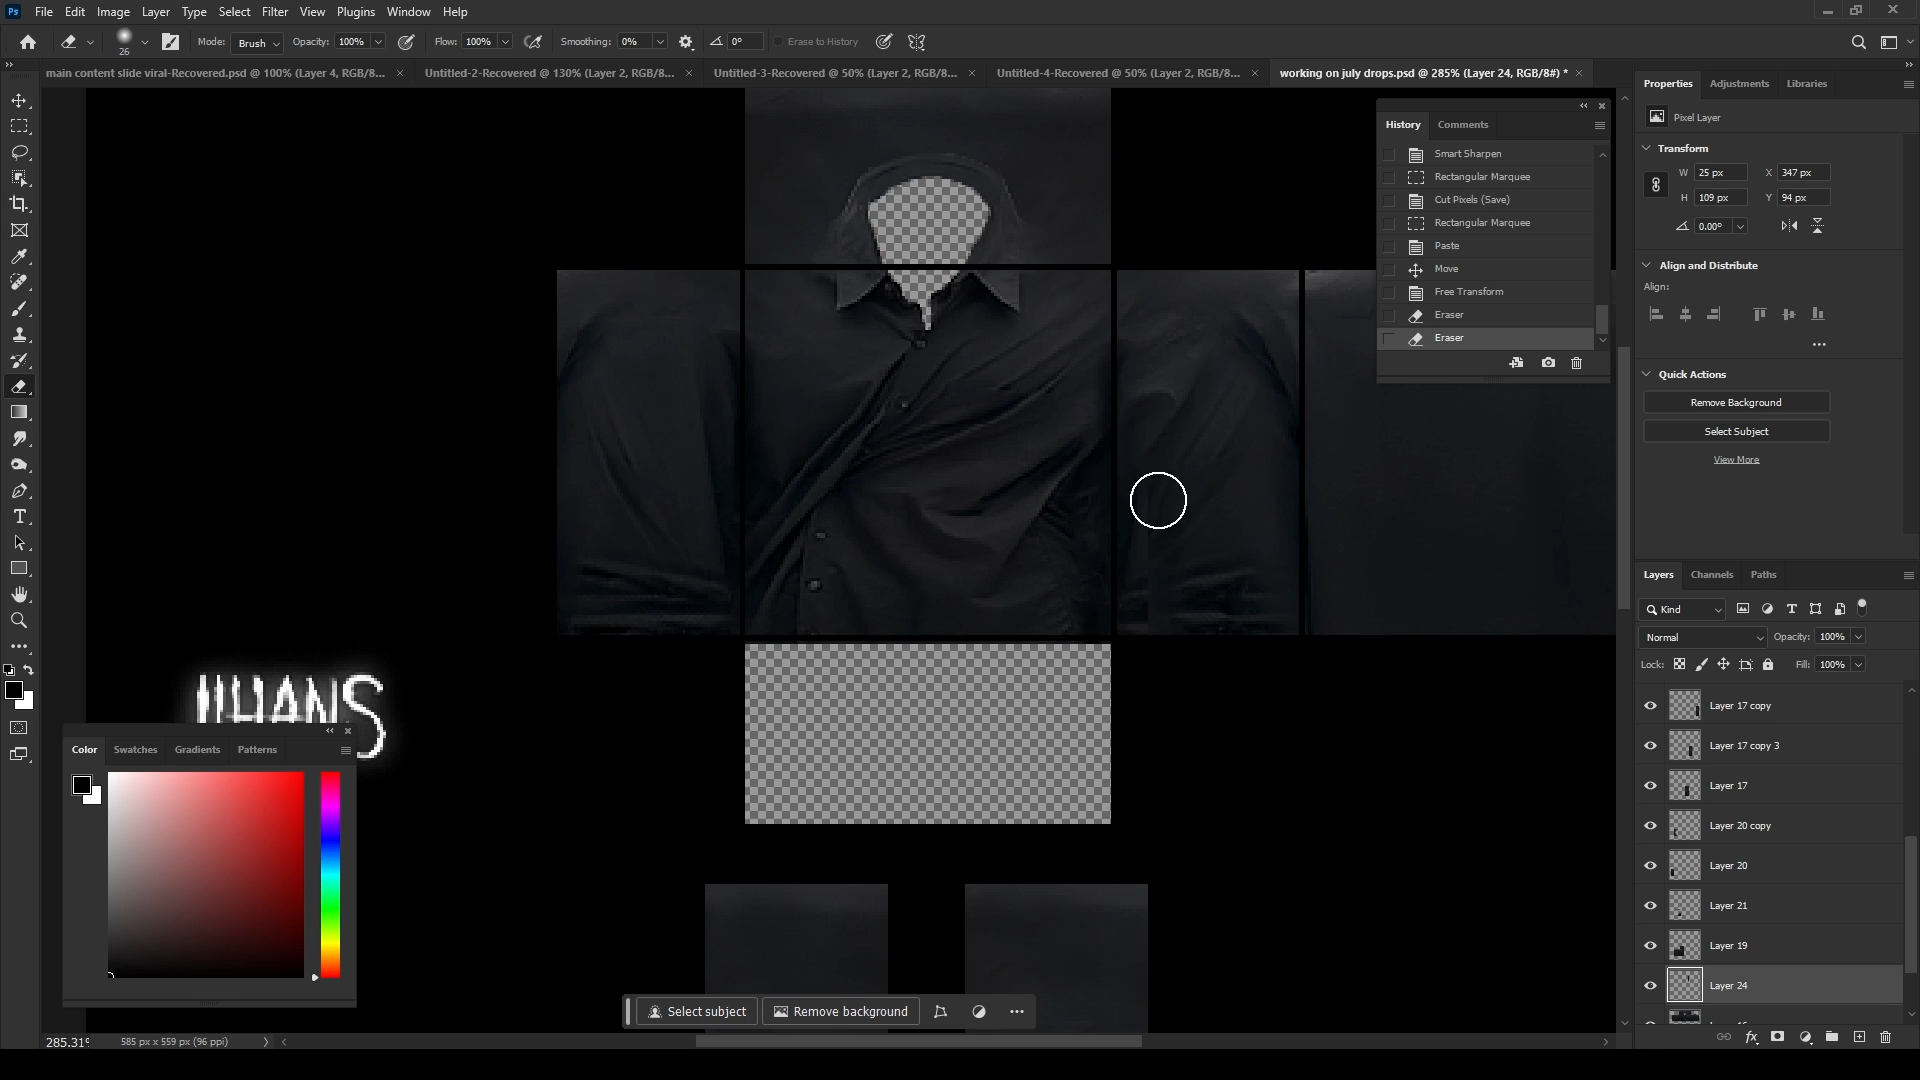 Ps File Edit Image Layer Type Select Filter View Plugins Window Help
26 Mode: Brush Opacity: 100% Flow: 100% Smoothing: 0% 0° Erase to History
main content slide viral-Recovered.psd @ 100% (Layer 4, RGB/8... × Untitled-2-Recovered @ 130% (Layer 2, RGB/8... × Untitled-3-Recovered @ 50% (Layer 2, RGB/8... × Untitled-4-Recovered @ 50% (Layer 2, RGB/8... × working on july drops.psd @ 285% (Layer 24, RGB/8#) * ×
Properties Adjustments Libraries
Pixel Layer
Transform
W 25 px X 347 px
H 109 px Y 94 px
0.00°
Align and Distribute
Align:
Quick Actions
Remove Background
Select Subject
View More
History Comments
Smart Sharpen
Rectangular Marquee
Cut Pixels (Save)
Rectangular Marquee
Paste
Move
Free Transform
Eraser
Eraser
Color Swatches Gradients Patterns
Layers Channels Paths
Kind
Normal Opacity: 100%
Lock: Fill: 100%
Layer 17 copy
Layer 17 copy 3
Layer 17
Layer 20 copy
Layer 20
Layer 21
Layer 19
Layer 24
Select subject Remove background
285.31% 585 px x 559 px (96 ppi)